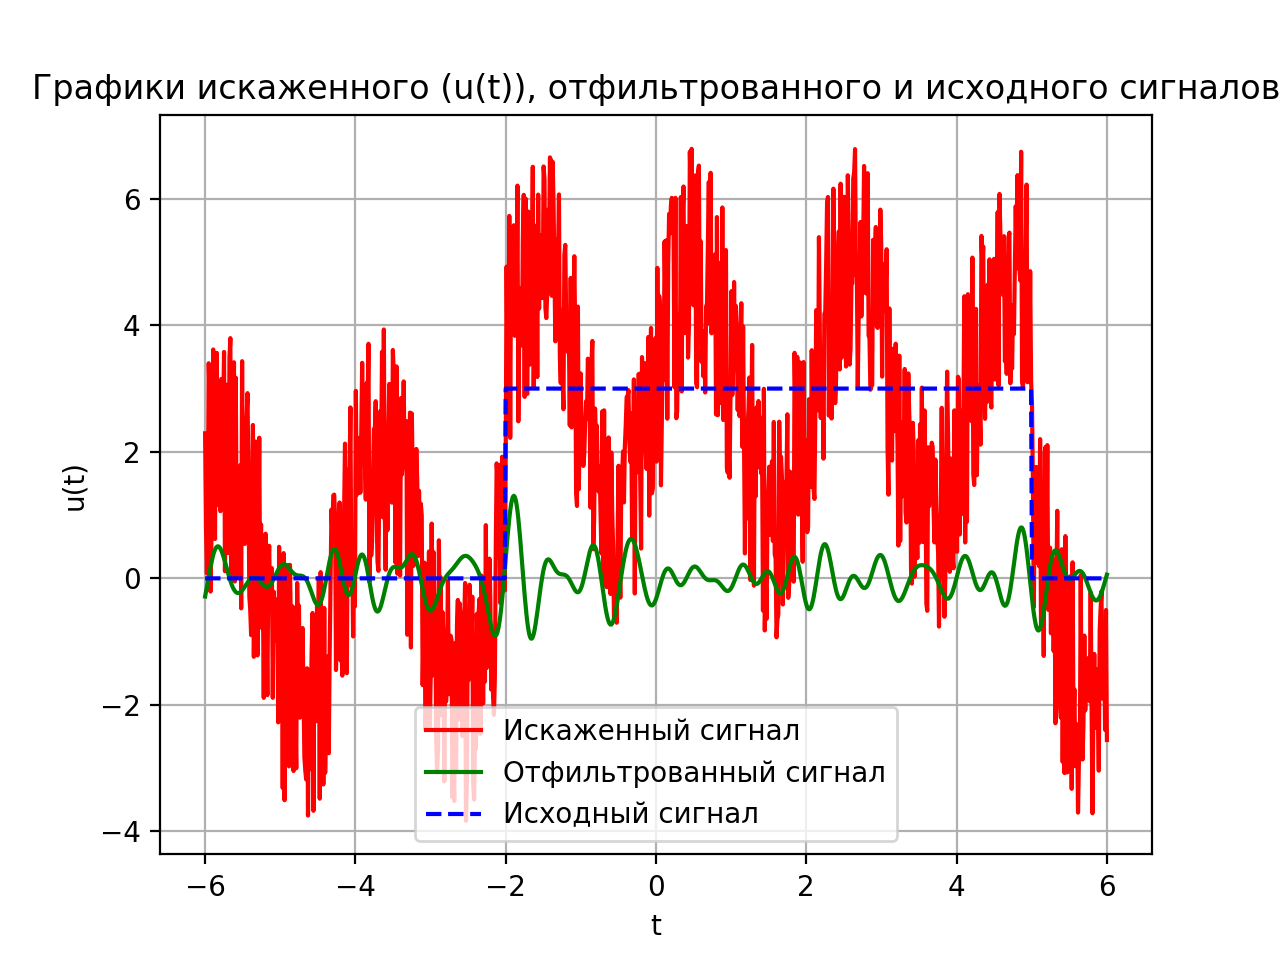 Графики искаженного (u(t)), отфильтрованного и исходного сигналов
u(t)
6
4
2
0
−2
−4
Искаженный сигнал
Отфильтрованный сигнал
Исходный сигнал
−6 −4 −2 0 2 4 6
t